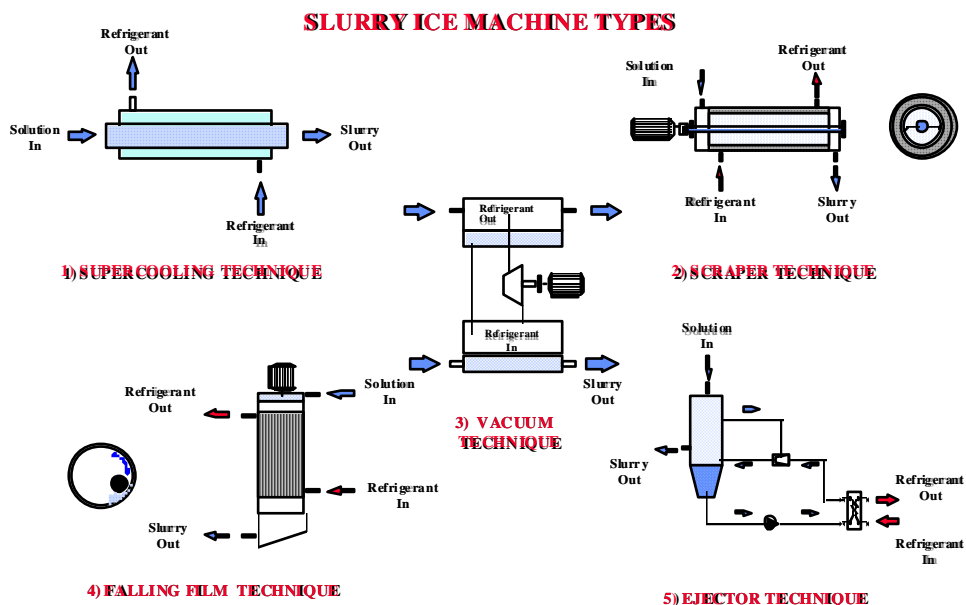 SLURRY ICE MACHINE TYPES
Refrigerant
Out
Solution
In
Slurry
Out
Refrigerant
In
1) SUPERCOOLING TECHNIQUE
Solution
In
Refrigerant
Out
Refrigerant
In
Slurry
Out
2) SCRAPER TECHNIQUE
Refrigerant
Out
Refrigerant
In
Slurry
Out
3) VACUUM
TECHNIQUE
Refrigerant
Out
Solution
In
Refrigerant
In
Slurry
Out
4) FALLING FILM TECHNIQUE
Solution
In
Slurry
Out
Refrigerant
Out
Refrigerant
In
5) EJECTOR TECHNIQUE